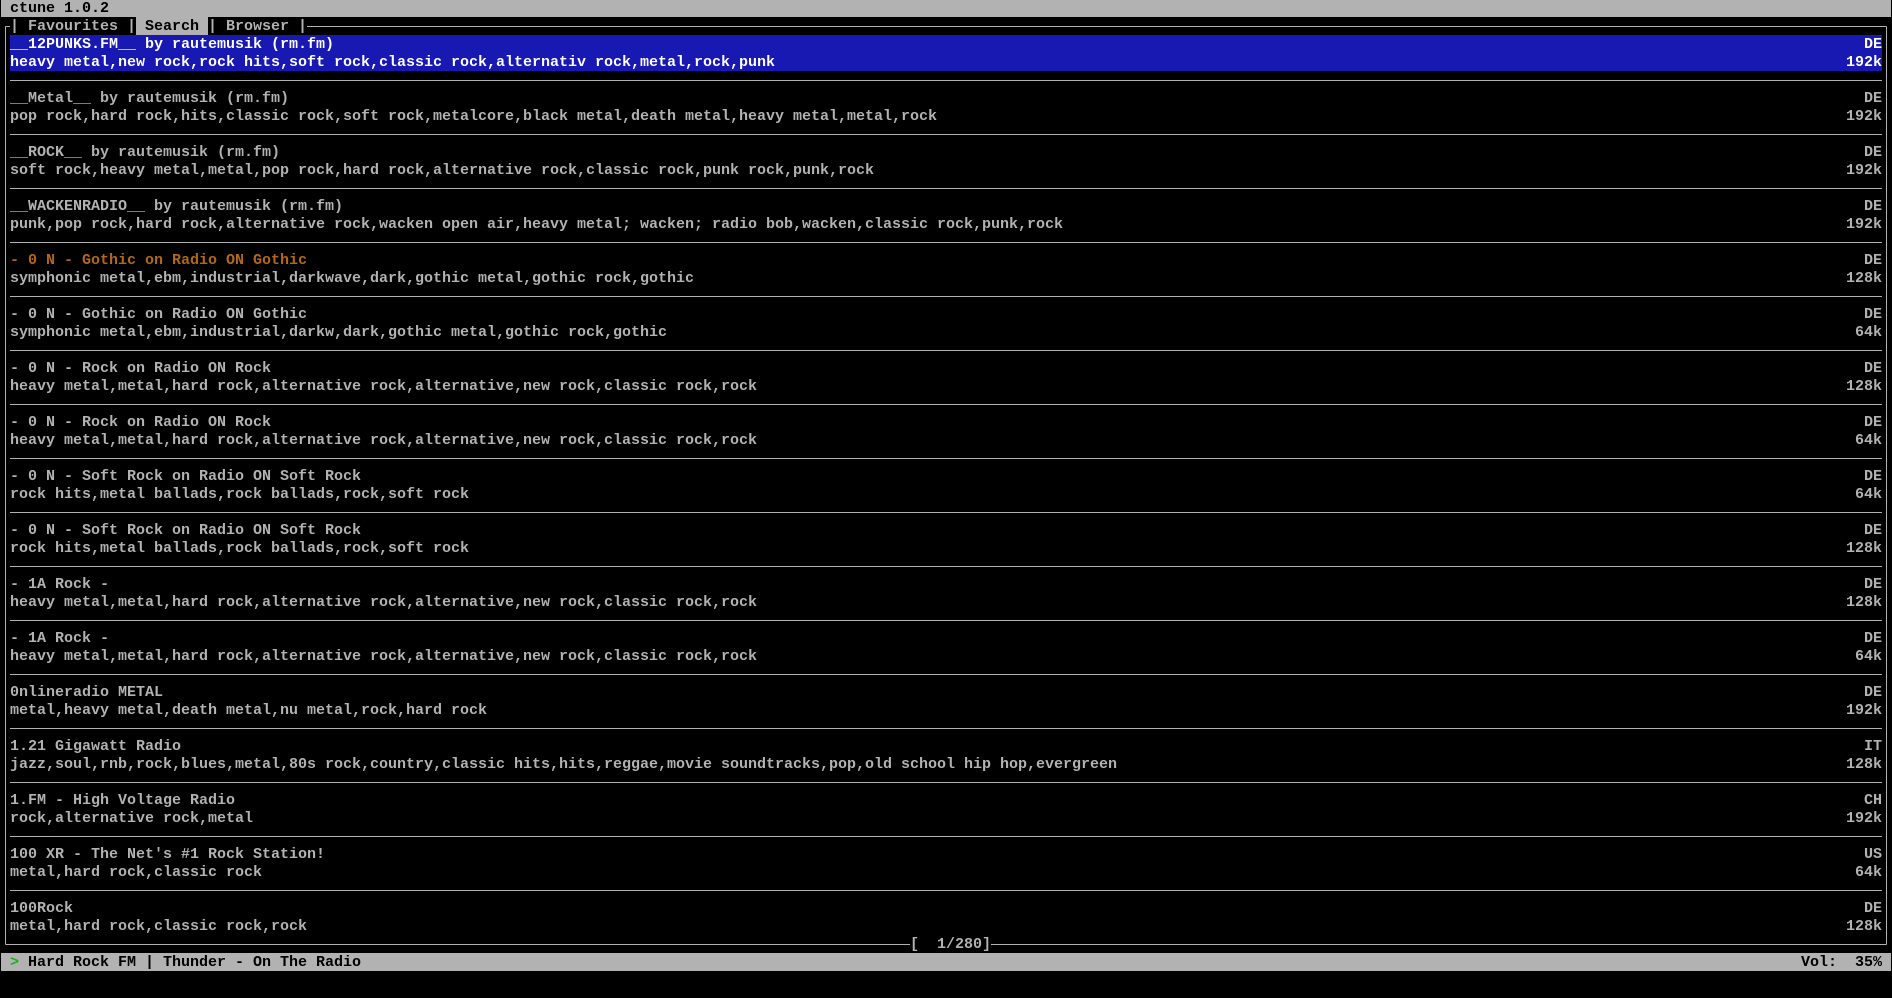 ctune 1.0.2
| Favourites | Search | Browser |
__12PUNKS.FM__ by rautemusik (rm.fm) DE
heavy metal,new rock,rock hits,soft rock,classic rock,alternativ rock,metal,rock,punk 192k
__Metal__ by rautemusik (rm.fm) DE
pop rock,hard rock,hits,classic rock,soft rock,metalcore,black metal,death metal,heavy metal,metal,rock 192k
__ROCK__ by rautemusik (rm.fm) DE
soft rock,heavy metal,metal,pop rock,hard rock,alternative rock,classic rock,punk rock,punk,rock 192k
__WACKENRADIO__ by rautemusik (rm.fm) DE
punk,pop rock,hard rock,alternative rock,wacken open air,heavy metal; wacken; radio bob,wacken,classic rock,punk,rock 192k
- 0 N - Gothic on Radio ON Gothic DE
symphonic metal,ebm,industrial,darkwave,dark,gothic metal,gothic rock,gothic 128k
- 0 N - Gothic on Radio ON Gothic DE
symphonic metal,ebm,industrial,darkw,dark,gothic metal,gothic rock,gothic 64k
- 0 N - Rock on Radio ON Rock DE
heavy metal,metal,hard rock,alternative rock,alternative,new rock,classic rock,rock 128k
- 0 N - Rock on Radio ON Rock DE
heavy metal,metal,hard rock,alternative rock,alternative,new rock,classic rock,rock 64k
- 0 N - Soft Rock on Radio ON Soft Rock DE
rock hits,metal ballads,rock ballads,rock,soft rock 64k
- 0 N - Soft Rock on Radio ON Soft Rock DE
rock hits,metal ballads,rock ballads,rock,soft rock 128k
- 1A Rock - DE
heavy metal,metal,hard rock,alternative rock,alternative,new rock,classic rock,rock 128k
- 1A Rock - DE
heavy metal,metal,hard rock,alternative rock,alternative,new rock,classic rock,rock 64k
0nlineradio METAL DE
metal,heavy metal,death metal,nu metal,rock,hard rock 192k
1.21 Gigawatt Radio IT
jazz,soul,rnb,rock,blues,metal,80s rock,country,classic hits,hits,reggae,movie soundtracks,pop,old school hip hop,evergreen 128k
1.FM - High Voltage Radio CH
rock,alternative rock,metal 192k
100 XR - The Net's #1 Rock Station! US
metal,hard rock,classic rock 64k
100Rock DE
metal,hard rock,classic rock,rock 128k
[  1/280]
> Hard Rock FM | Thunder - On The Radio Vol:  35%